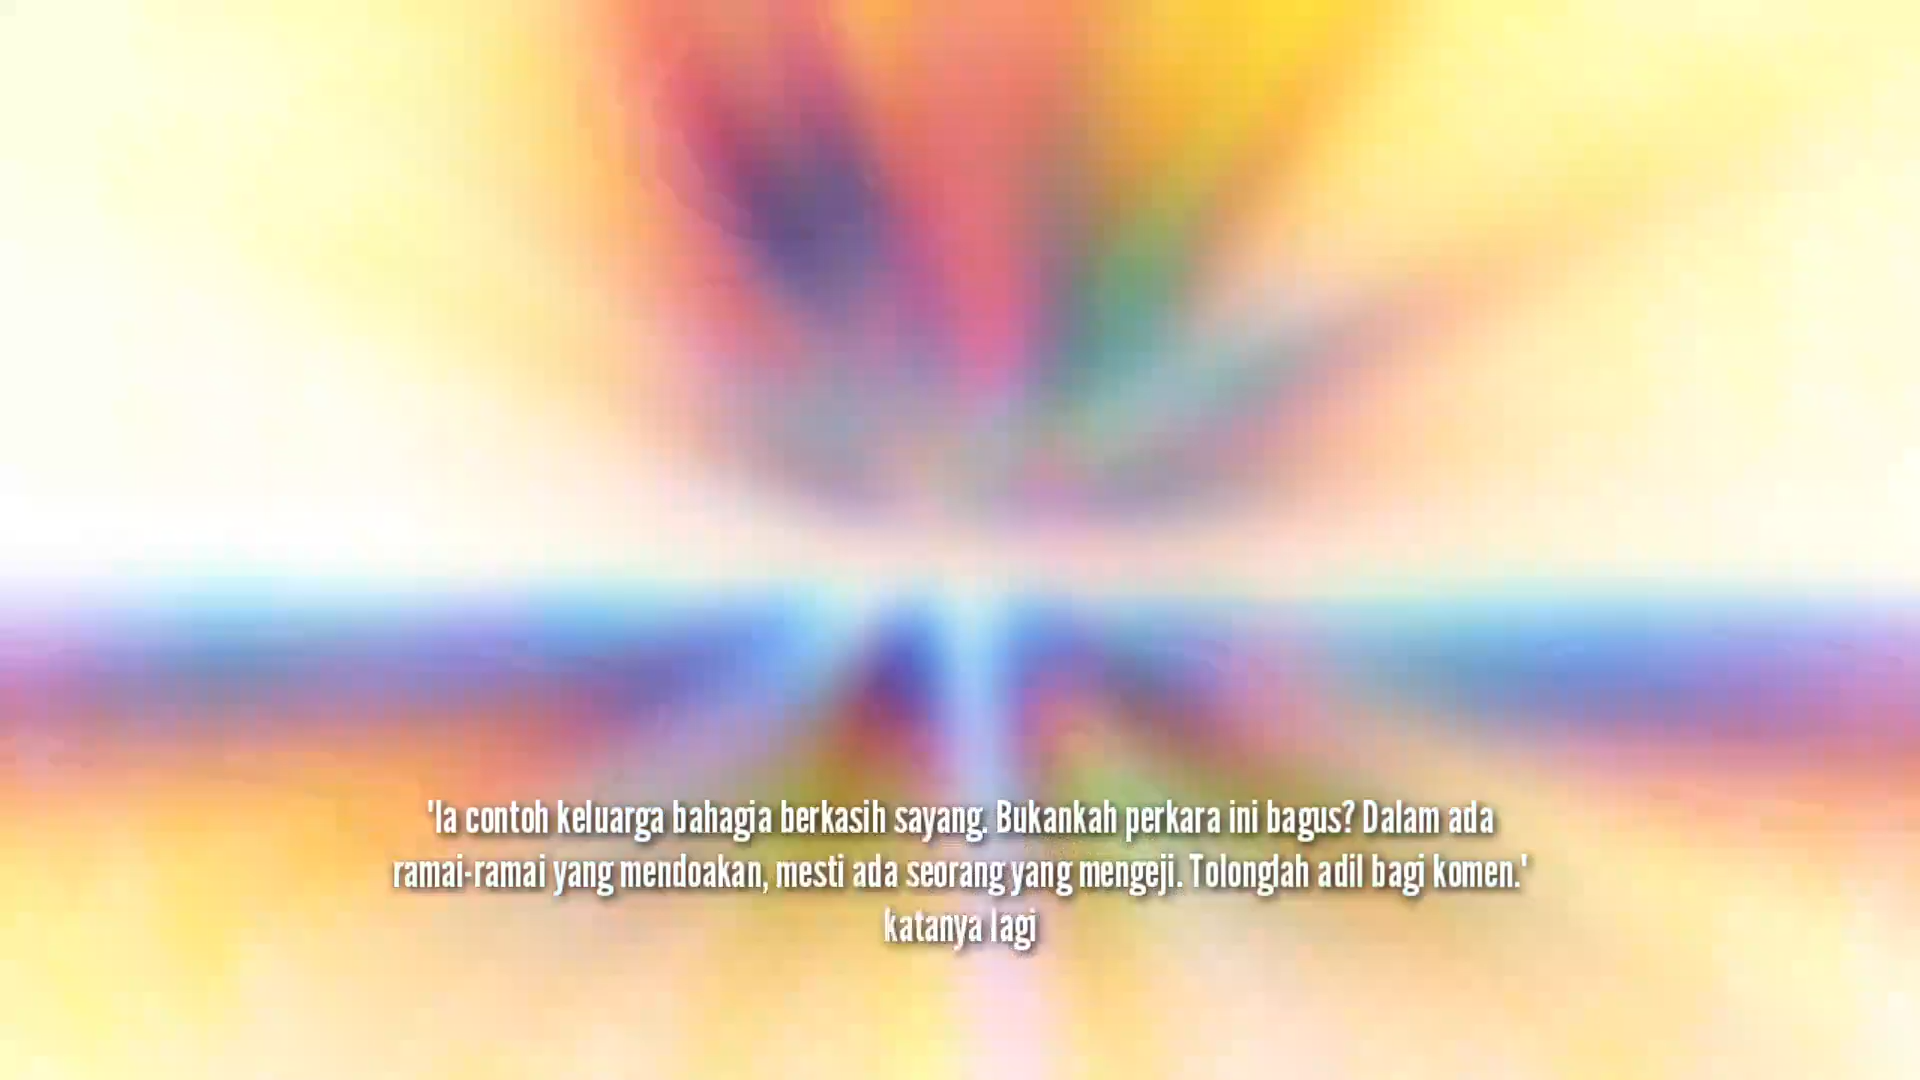 'Ia contoh keluarga bahagia berkasih sayang. Bukankah perkara ini bagus? Dalam ada
ramai-ramai yang mendoakan, mesti ada seorang yang mengeji. Tolonglah adil bagi komen.'
katanya lagi